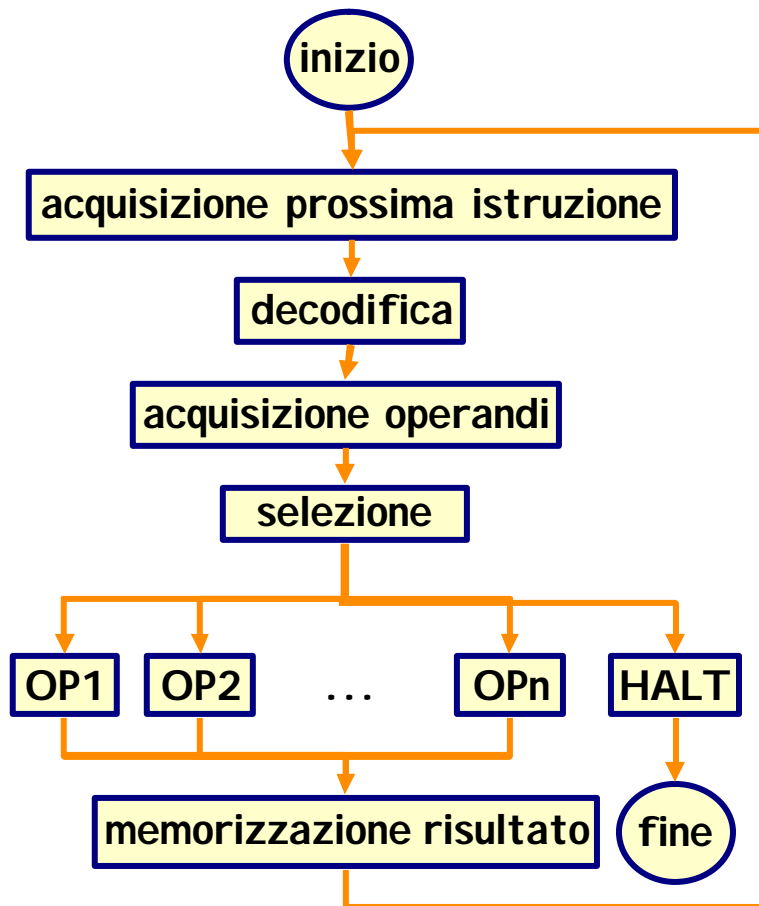 inizio
acquisizione prossima istruzione
decodifica
acquisizione operandi
selezione
OP1 OP2 ... OPn HALT
memorizzazione risultato fine